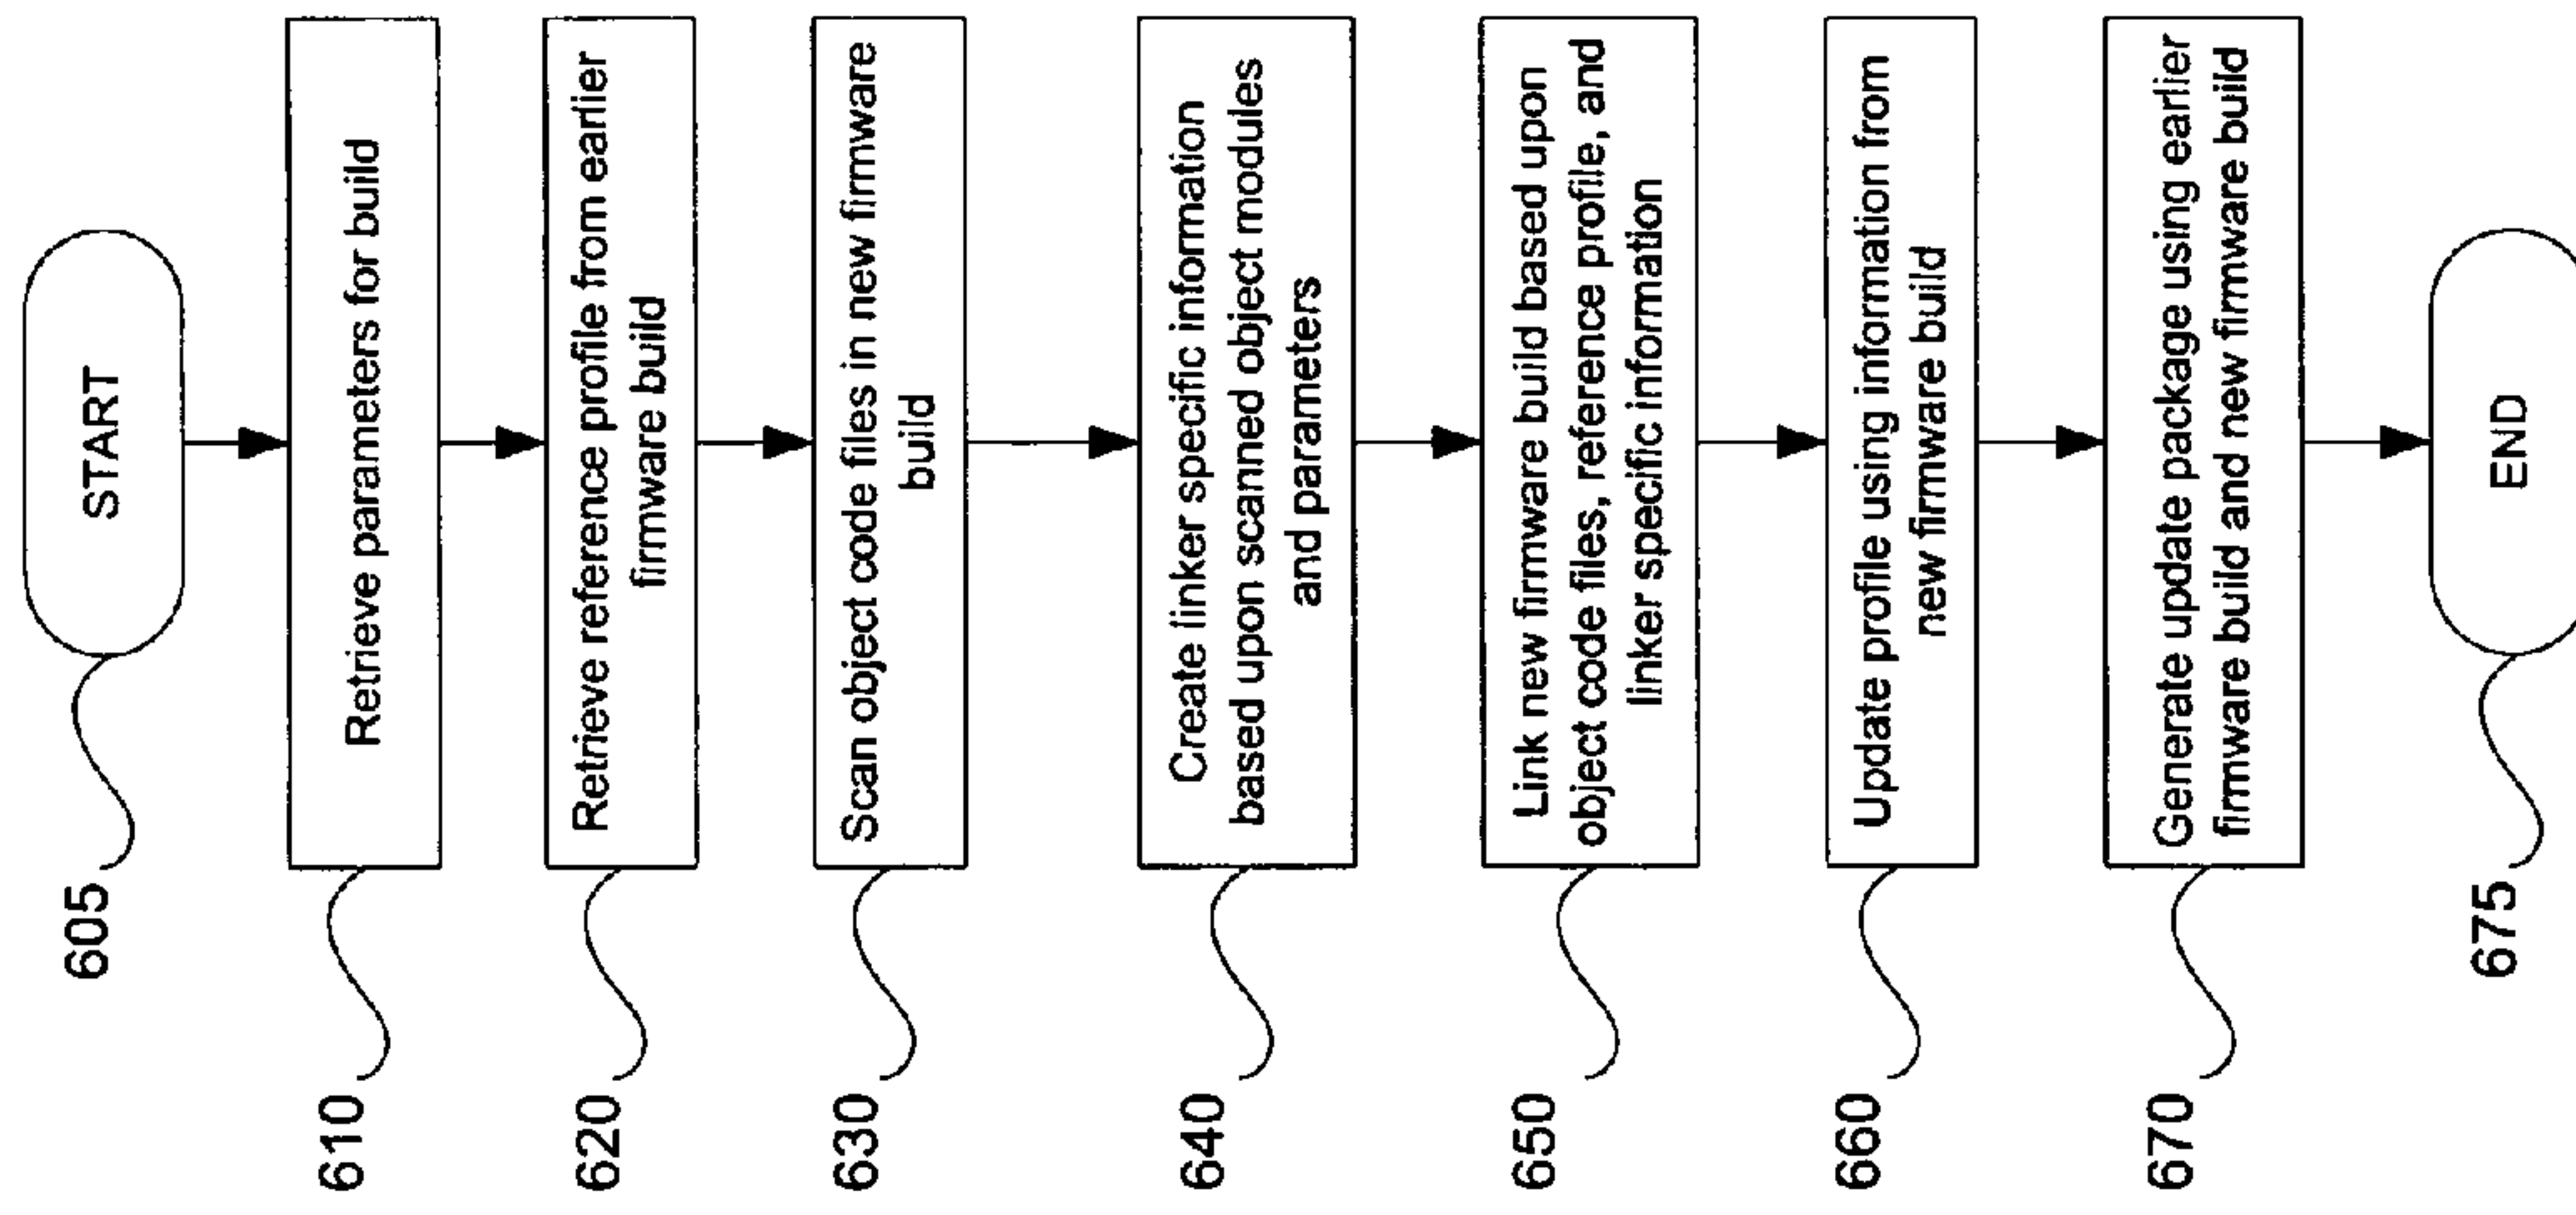 START
605
Retrieve parameters for build
610
Retrieve reference profile from earlier
firmware build
620
Scan object code files in new firmware
build
630
Create linker specific information
based upon scanned object modules
and parameters
640
Link new firmware build based upon
object code files, reference profile, and
linker specific information
650
Update profile using information from
new firmware build
660
Generate update package using earlier
firmware build and new firmware build
670
END
675